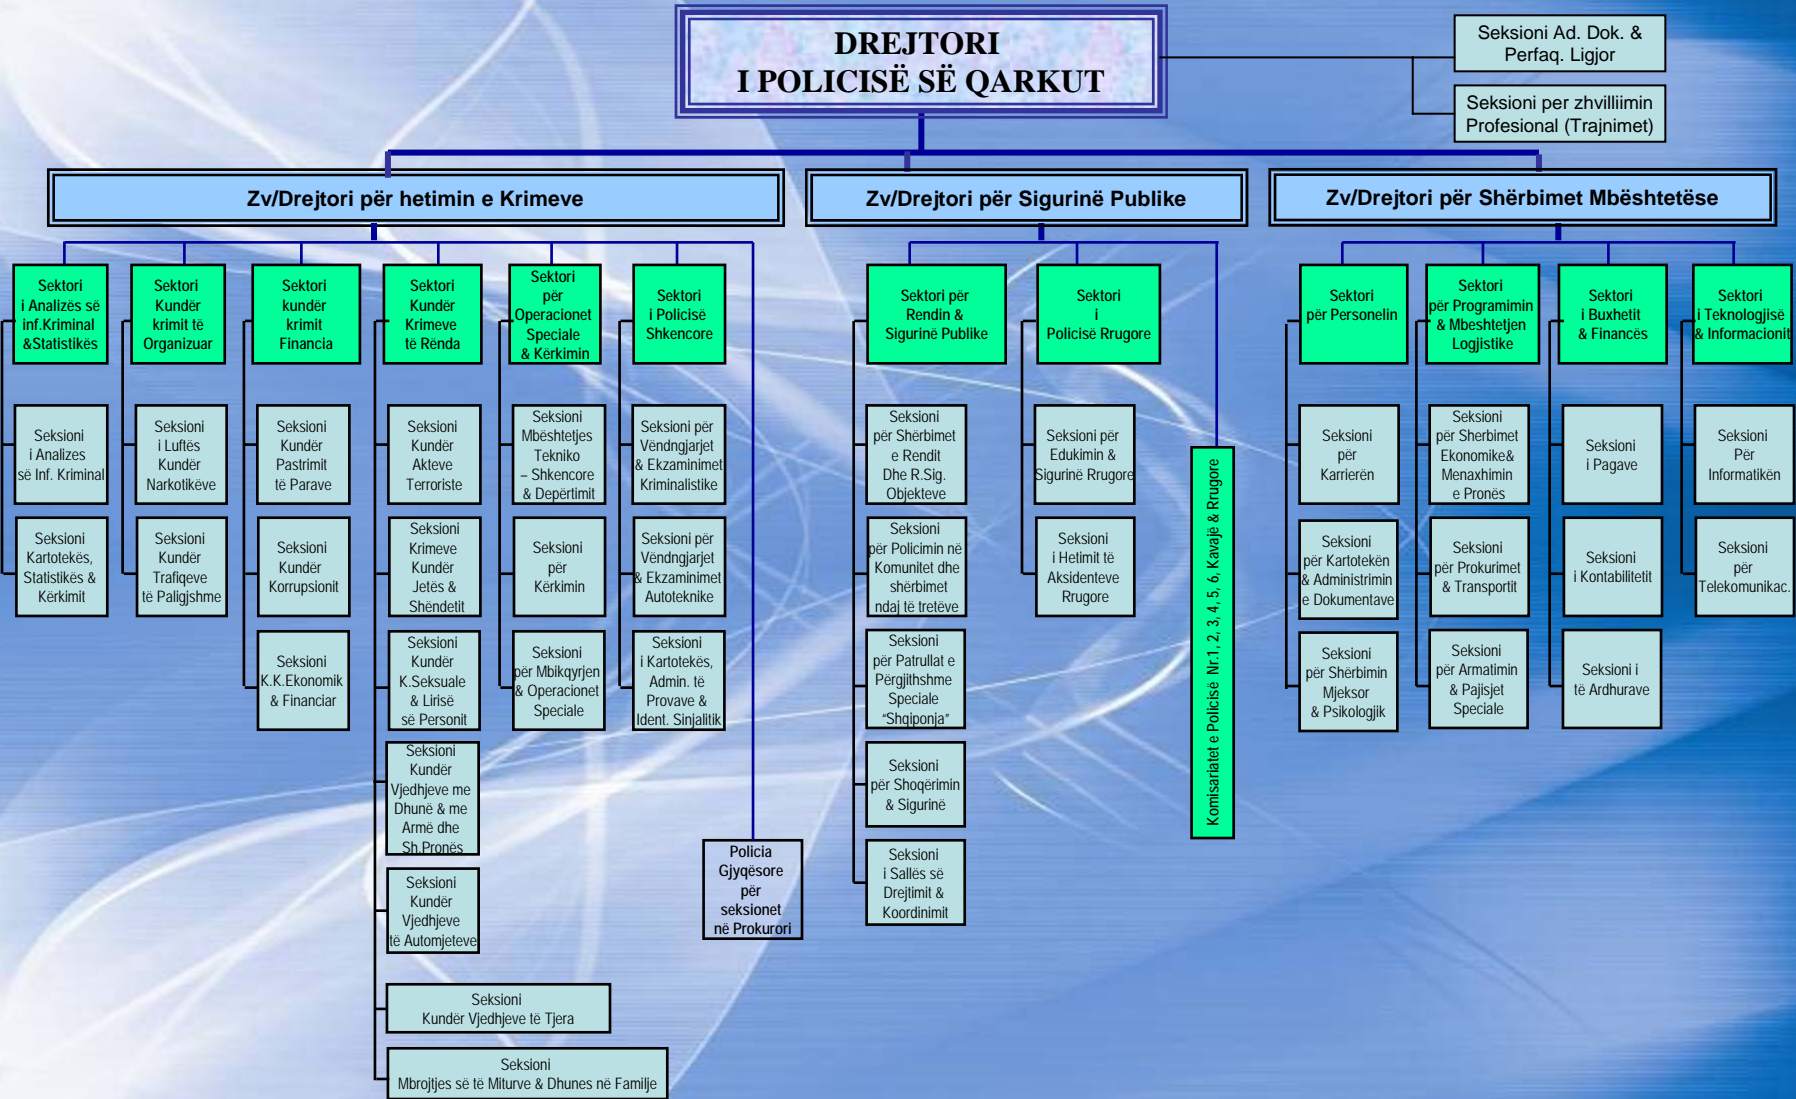 DREJTORI
I POLICISË SË QARKUT
Seksioni Ad. Dok. &
Perfaq. Ligjor
Seksioni per zhvilliimin
Profesional (Trajnimet)
Zv/Drejtori për hetimin e Krimeve
Zv/Drejtori për Sigurinë Publike
Zv/Drejtori për Shërbimet Mbështetëse
Sektori
i Analizës së
inf.Kriminal
&Statistikës
Sektori
Kundër
krimit të
Organizuar
Sektori
kundër
krimit
Financia
Sektori
Kundër
Krimeve
të Rënda
Sektori
për
Operacionet
Speciale
& Kërkimin
Sektori
i Policisë
Shkencore
Sektori për
Rendin &
Sigurinë Publike
Sektori
i
Policisë Rrugore
Sektori
për Personelin
Sektori
për Programimin
& Mbeshtetjen
Logjistike
Sektori
i Buxhetit
& Financës
Sektori
i Teknologjisë
& Informacionit
Seksioni
i Analizes
së Inf. Kriminal
Seksioni
Kartotekës,
Statistikës &
Kërkimit
Seksioni
i Luftës
Kundër
Narkotikëve
Seksioni
Kundër
Trafiqeve
të Paligjshme
Seksioni
Kundër
Pastrimit
të Parave
Seksioni
Kundër
Korrupsionit
Seksioni
K.K.Ekonomik
& Financiar
Seksioni
Kundër
Akteve
Terroriste
Seksioni
Krimeve
Kundër
Jetës &
Shëndetit
Seksioni
Kundër
K.Seksuale
& Lirisë
së Personit
Seksioni
Kundër
Vjedhjeve me
Dhunë & me
Armë dhe
Sh.Pronës
Seksioni
Kundër
Vjedhjeve
të Automjeteve
Seksioni
Kundër Vjedhjeve të Tjera
Seksioni
Mbrojtjes së të Miturve & Dhunes në Familje
Seksioni
Mbështetjes
Tekniko
– Shkencore
& Depërtimit
Seksioni
për
Kërkimin
Seksioni
për Mbikqyrjen
& Operacionet
Speciale
Seksioni për
Vëndngjarjet
& Ekzaminimet
Kriminalistike
Seksioni për
Vëndngjarjet
& Ekzaminimet
Autoteknike
Seksioni
i Kartotekës,
Admin. të
Provave &
Ident. Sinjalitik
Policia
Gjyqësore
për
seksionet
në Prokurori
Seksioni
për Shërbimet
e Rendit
Dhe R.Sig.
Objekteve
Seksioni
për Policimin në
Komunitet dhe
shërbimet
ndaj të tretëve
Seksioni
për Patrullat e
Përgjithshme
Speciale
“Shqiponja”
Seksioni
për Shoqërimin
& Sigurinë
Seksioni
i Sallës së
Drejtimit &
Koordinimit
Seksioni për
Edukimin &
Sigurinë Rrugore
Seksioni
i Hetimit të
Aksidenteve
Rrugore
Komisariatet e Policisë Nr.1, 2, 3, 4, 5, 6, Kavajë & Rrugore
Seksioni
për
Karrierën
Seksioni
për Kartotekën
& Administrimin
e Dokumentave
Seksioni
për Shërbimin
Mjeksor
& Psikologjik
Seksioni
për Sherbimet
Ekonomike&
Menaxhimin
e Pronës
Seksioni
për Prokurimet
& Transportit
Seksioni
për Armatimin
& Pajisjet
Speciale
Seksioni
i Pagave
Seksioni
i Kontabilitetit
Seksioni i
të Ardhurave
Seksioni
Për
Informatikën
Seksioni
për
Telekomunikac.